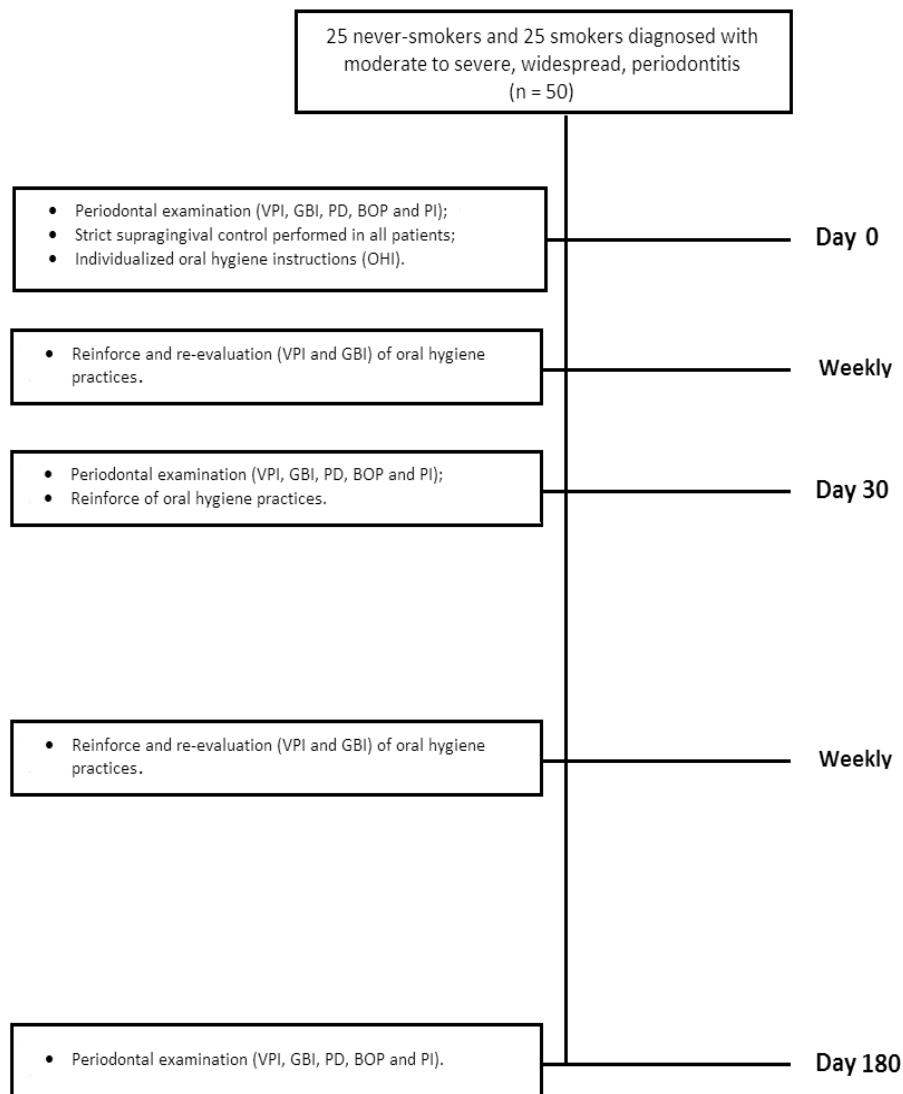 25 never-smokers and 25 smokers diagnosed with
moderate to severe, widespread, periodontitis
(n = 50)
• Periodontal examination (VPI, GBI, PD, BOP and PI);
• Strict supragingival control performed in all patients;
• Individualized oral hygiene instructions (OHI).
Day 0
• Reinforce and re-evaluation (VPI and GBI) of oral hygiene
practices.
Weekly
• Periodontal examination (VPI, GBI, PD, BOP and PI);
• Reinforce of oral hygiene practices.
Day 30
• Reinforce and re-evaluation (VPI and GBI) of oral hygiene
practices.
Weekly
• Periodontal examination (VPI, GBI, PD, BOP and PI).
Day 180